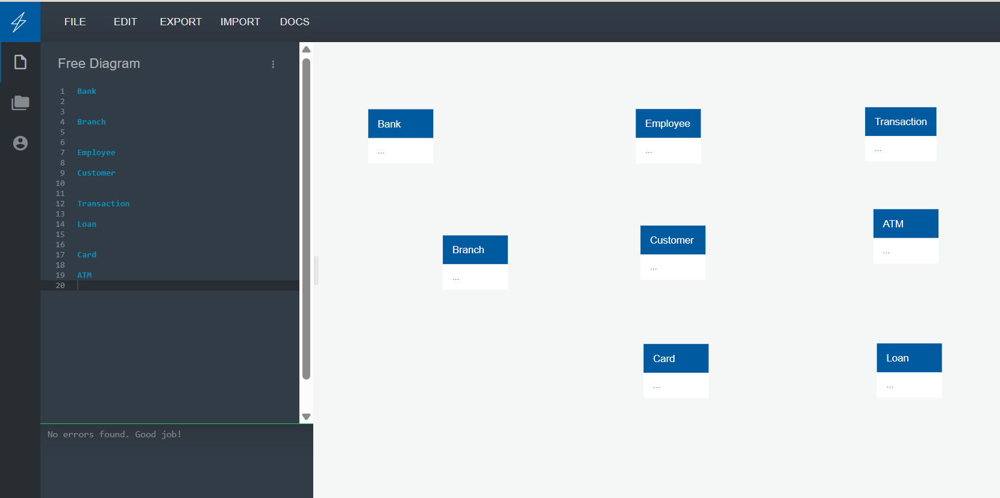 FILE EDIT EXPORT IMPORT DOCS
Free Diagram
1 Bank
2
3
4 Branch
5
6
7 Employee
8
9 Customer
10
11
12 Transaction
13
14 Loan
15
16
17 Card
18
19 ATM
20
No errors found. Good job!
Bank
...
Employee
...
Transaction
...
Branch
...
Customer
...
ATM
...
Card
...
Loan
...